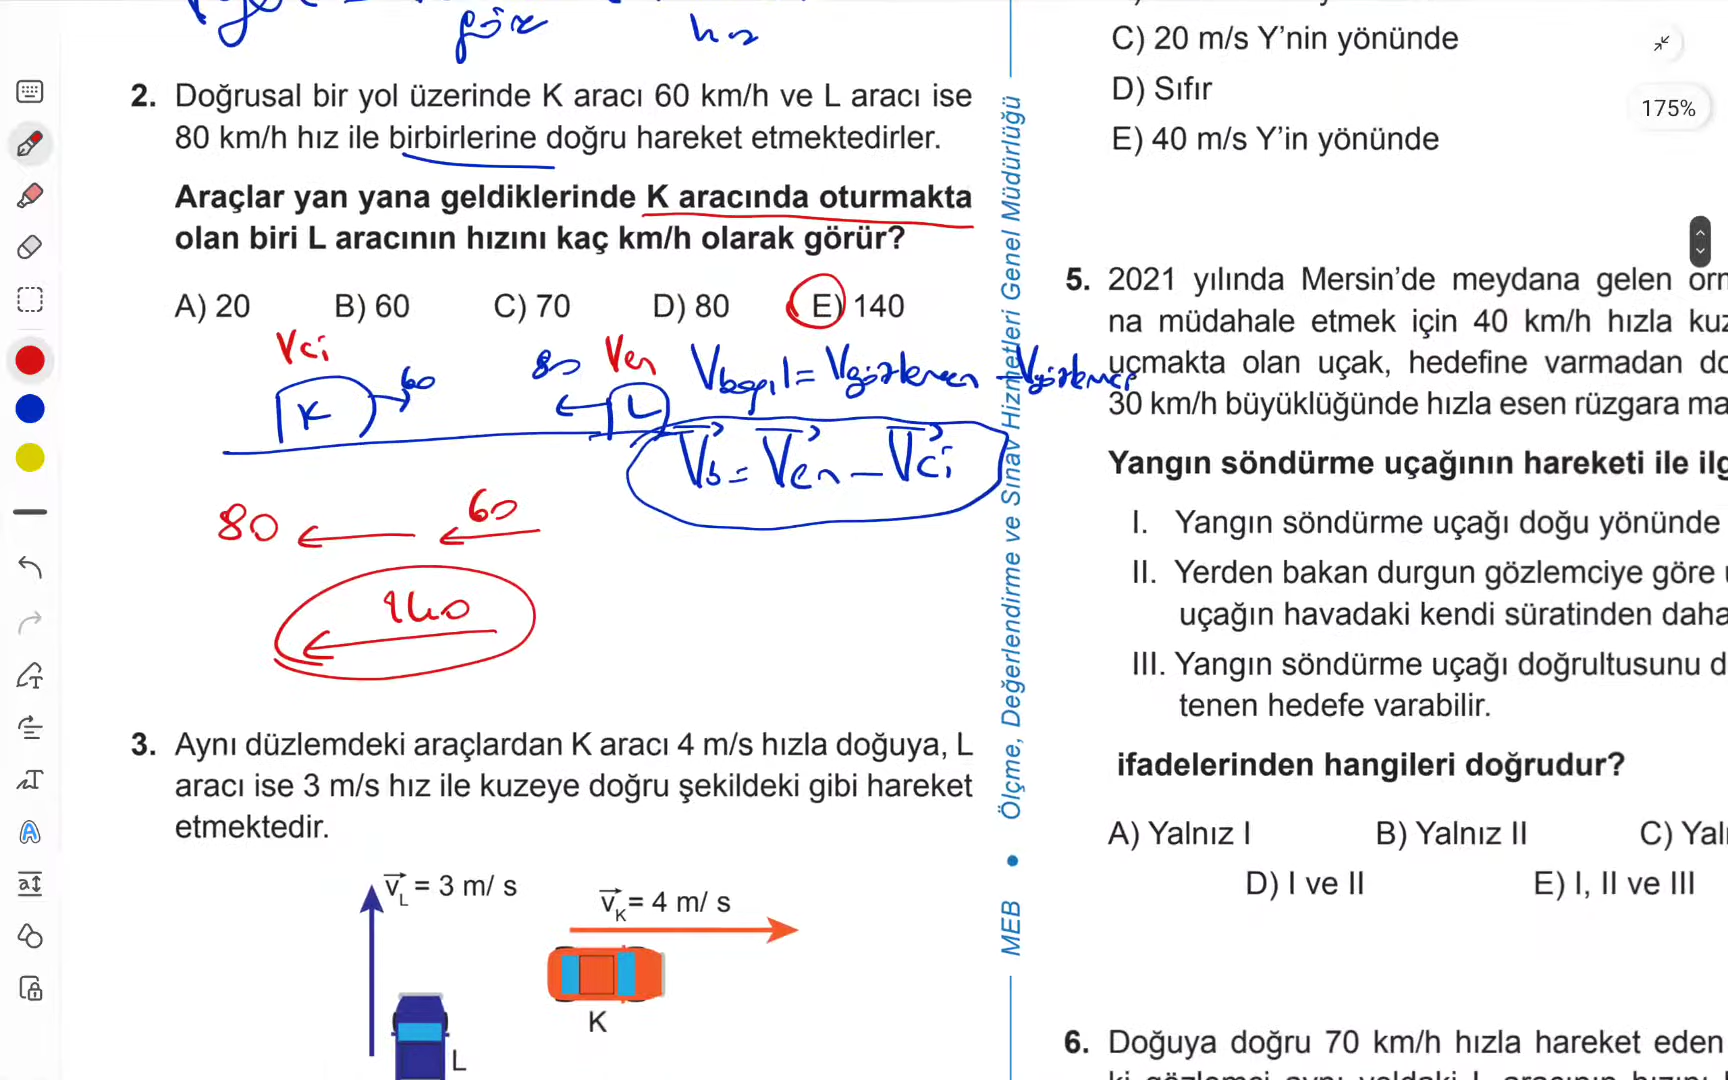 göre hız
2. Doğrusal bir yol üzerinde K aracı 60 km/h ve L aracı ise
80 km/h hız ile birbirlerine doğru hareket etmektedirler.
Araçlar yan yana geldiklerinde K aracında oturmakta
olan biri L aracının hızını kaç km/h olarak görür?
A) 20 B) 60 C) 70 D) 80 E) 140
Vci 80 Ven Vbağıl = Vgözlenen - Vgözlemci
K 60 L
Vb = Ven - Vci
80 60
140
3. Aynı düzlemdeki araçlardan K aracı 4 m/s hızla doğuya, L
aracı ise 3 m/s hız ile kuzeye doğru şekildeki gibi hareket
etmektedir.
vL = 3 m/ s
vK = 4 m/ s
K
L
MEB • Ölçme, Değerlendirme ve Sınav Hizmetleri Genel Müdürlüğü
C) 20 m/s Y’nin yönünde
D) Sıfır
E) 40 m/s Y’in yönünde
175%
5. 2021 yılında Mersin’de meydana gelen orm
na müdahale etmek için 40 km/h hızla kuz
uçmakta olan uçak, hedefine varmadan do
30 km/h büyüklüğünde hızla esen rüzgara ma
Yangın söndürme uçağının hareketi ile ilg
I. Yangın söndürme uçağı doğu yönünde
II. Yerden bakan durgun gözlemciye göre
uçağın havadaki kendi süratinden daha
III. Yangın söndürme uçağı doğrultusunu d
tenen hedefe varabilir.
ifadelerinden hangileri doğrudur?
A) Yalnız I B) Yalnız II C) Yal
D) I ve II E) I, II ve III
6. Doğuya doğru 70 km/h hızla hareket eden